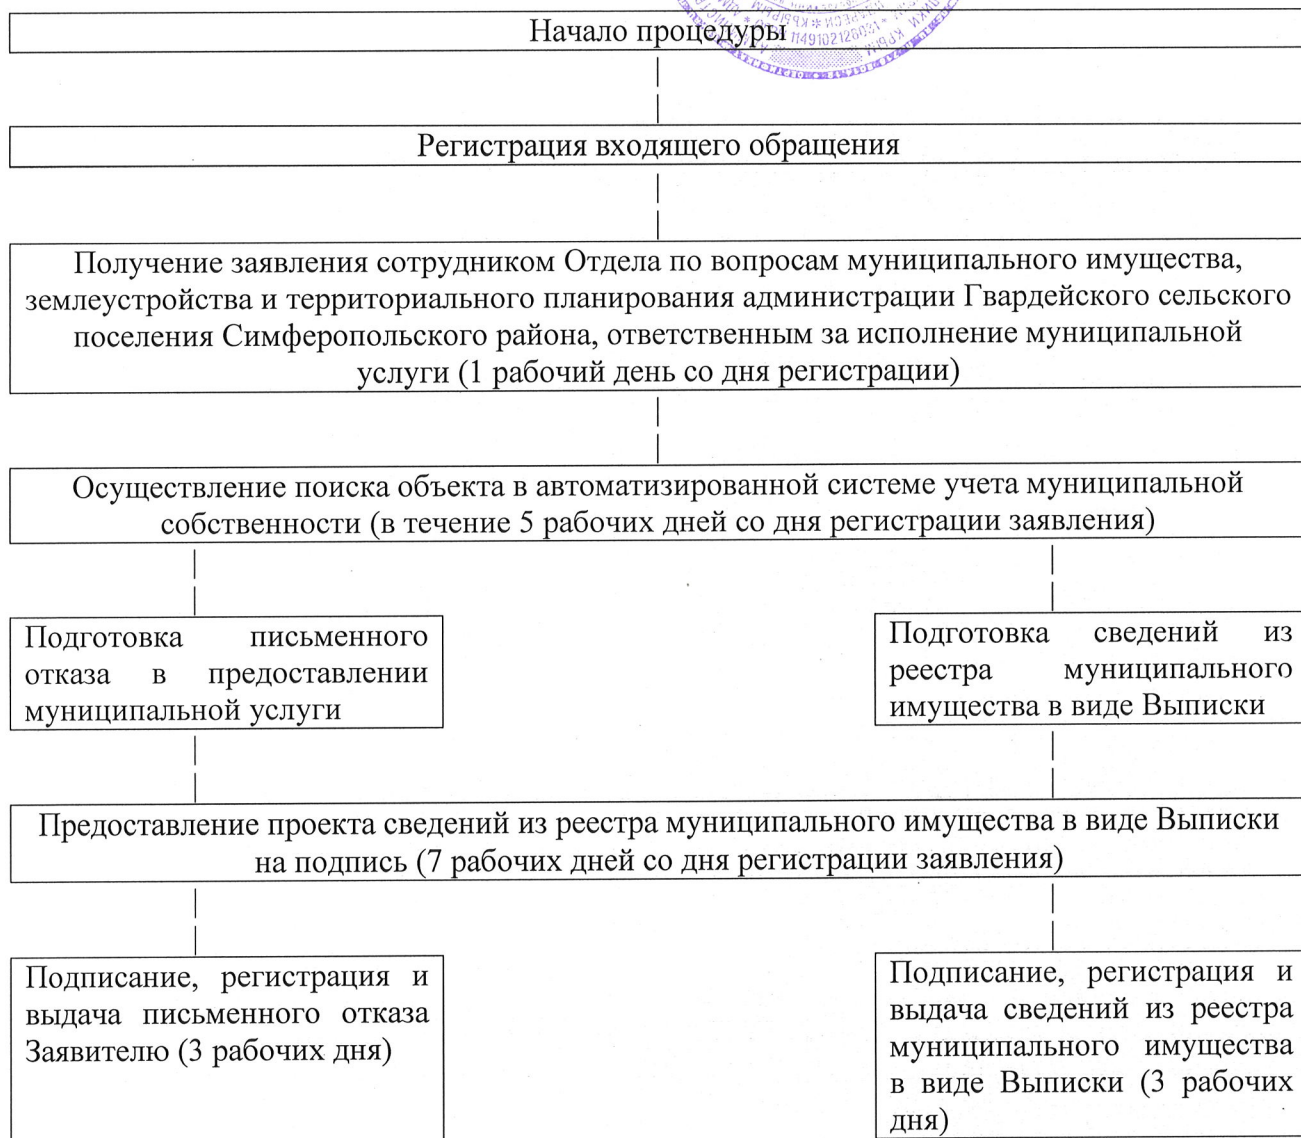 Начало процедуры
Регистрация входящего обращения
Получение заявления сотрудником Отдела по вопросам муниципального имущества,
землеустройства и территориального планирования администрации Гвардейского сельского
поселения Симферопольского района, ответственным за исполнение муниципальной
услуги (1 рабочий день со дня регистрации)
Осуществление поиска объекта в автоматизированной системе учета муниципальной
собственности (в течение 5 рабочих дней со дня регистрации заявления)
Подготовка письменного
отказа в предоставлении
муниципальной услуги
Подготовка сведений из
реестра муниципального
имущества в виде Выписки
Предоставление проекта сведений из реестра муниципального имущества в виде Выписки
на подпись (7 рабочих дней со дня регистрации заявления)
Подписание, регистрация и
выдача письменного отказа
Заявителю (3 рабочих дня)
Подписание, регистрация и
выдача сведений из реестра
муниципального имущества
в виде Выписки (3 рабочих
дня)